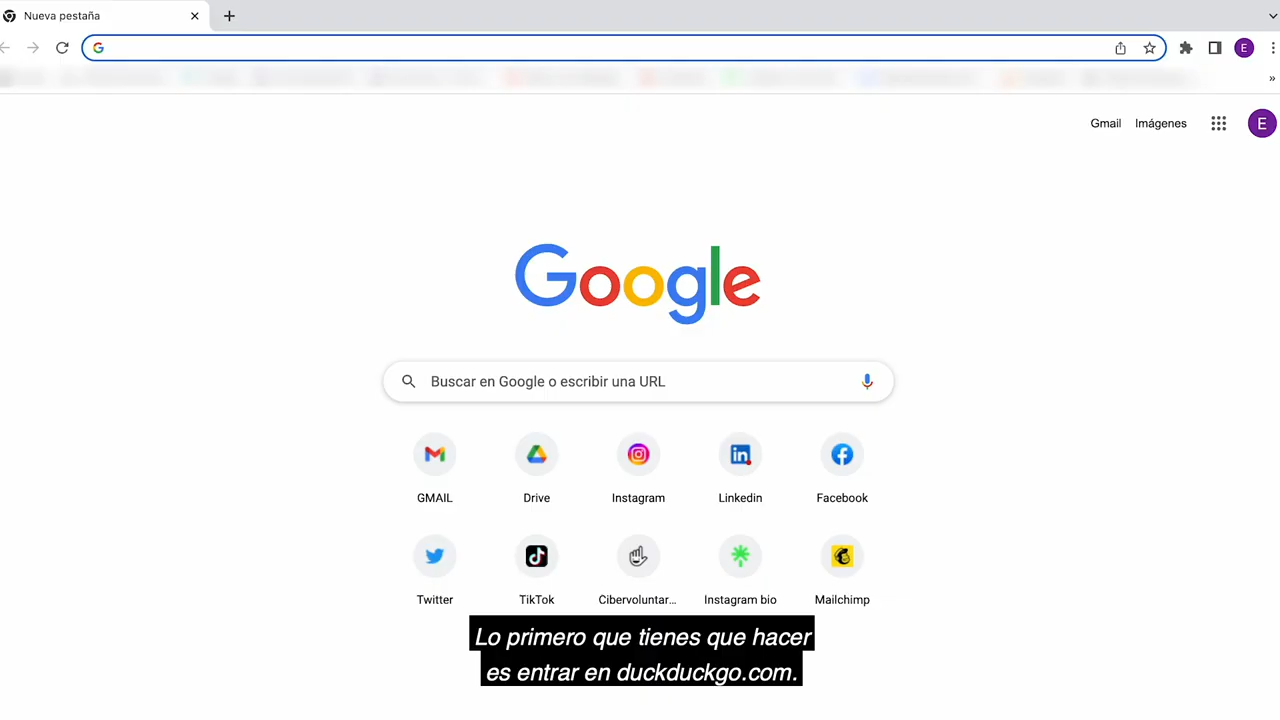 Nueva pestaña
E
Gmail
Imágenes
E
Google
Buscar en Google o escribir una URL
GMAIL
Drive
Instagram
Linkedin
Facebook
Twitter
TikTok
Cibervoluntar...
Instagram bio
Mailchimp
Lo primero que tienes que hacer
es entrar en duckduckgo.com.